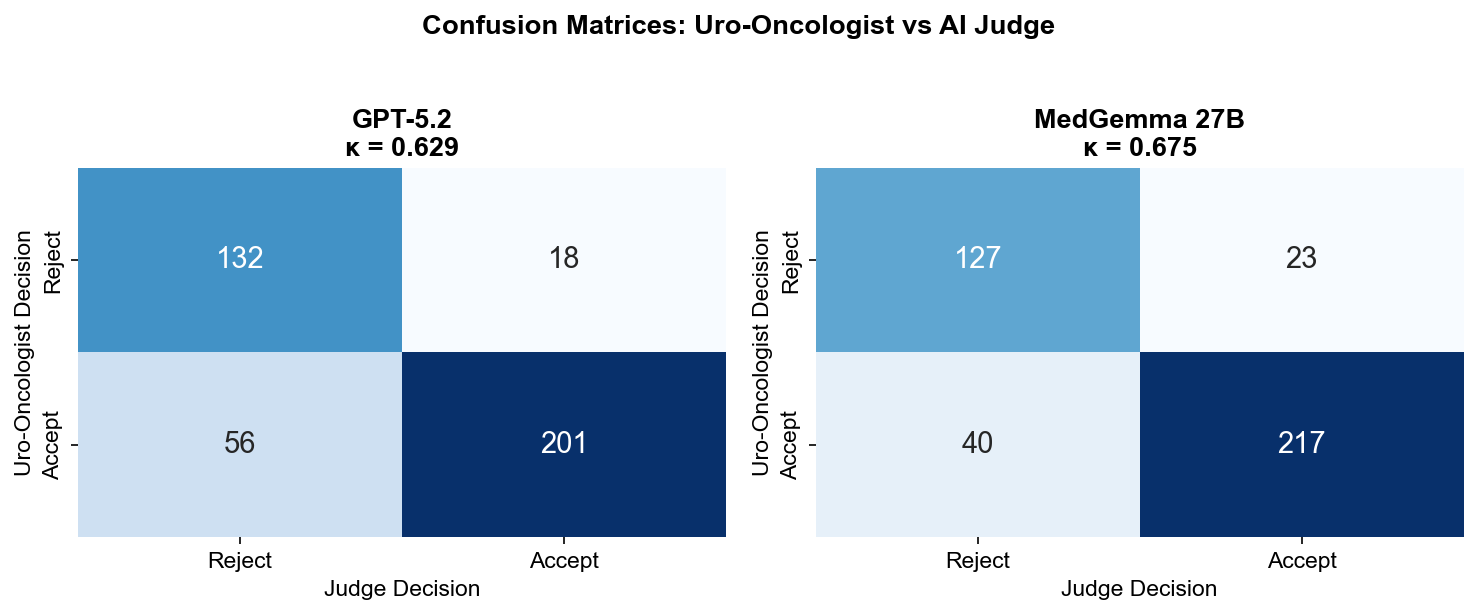 Confusion Matrices: Uro-Oncologist vs AI Judge
GPT-5.2
κ = 0.629
Uro-Oncologist Decision
Reject
Accept
132
18
56
201
Reject
Accept
Judge Decision
MedGemma 27B
κ = 0.675
Uro-Oncologist Decision
Reject
Accept
127
23
40
217
Reject
Accept
Judge Decision